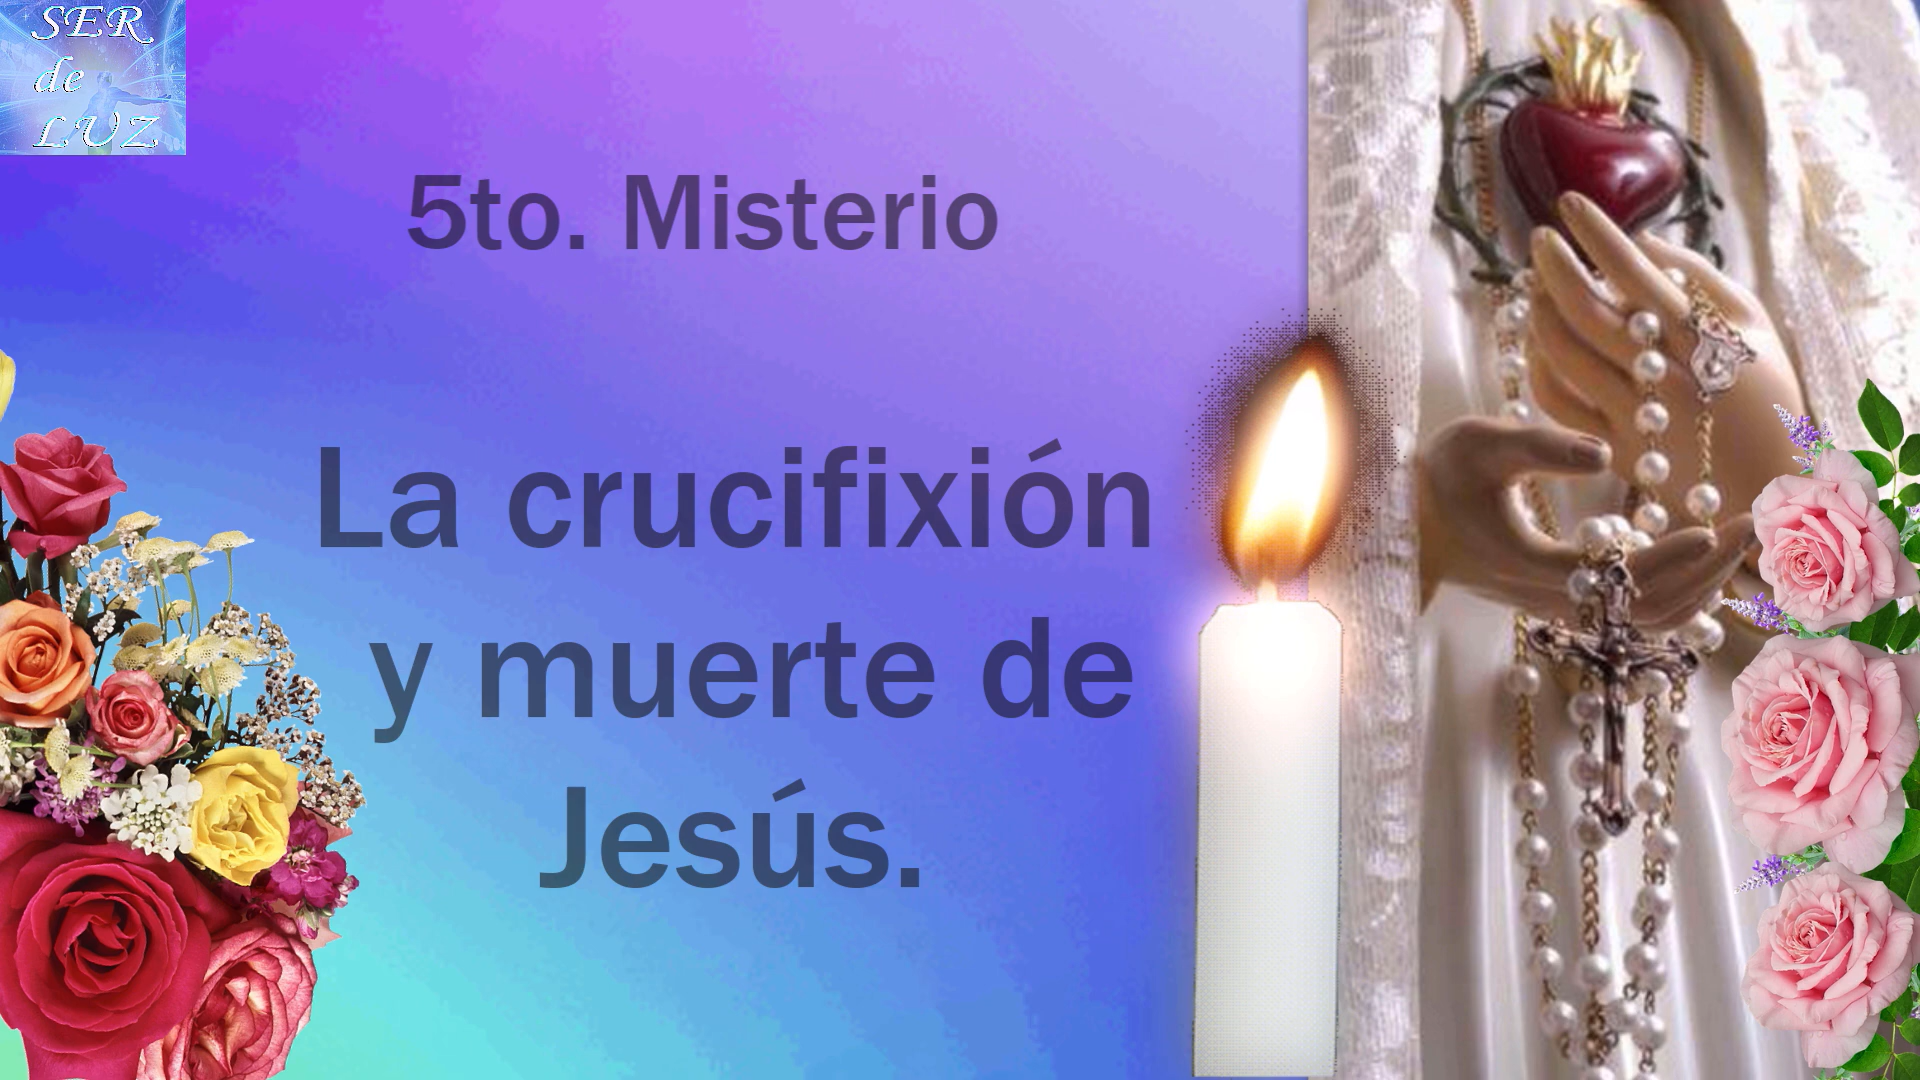 SER
de
LUZ
5to. Misterio
La crucifixión
y muerte de
Jesús.